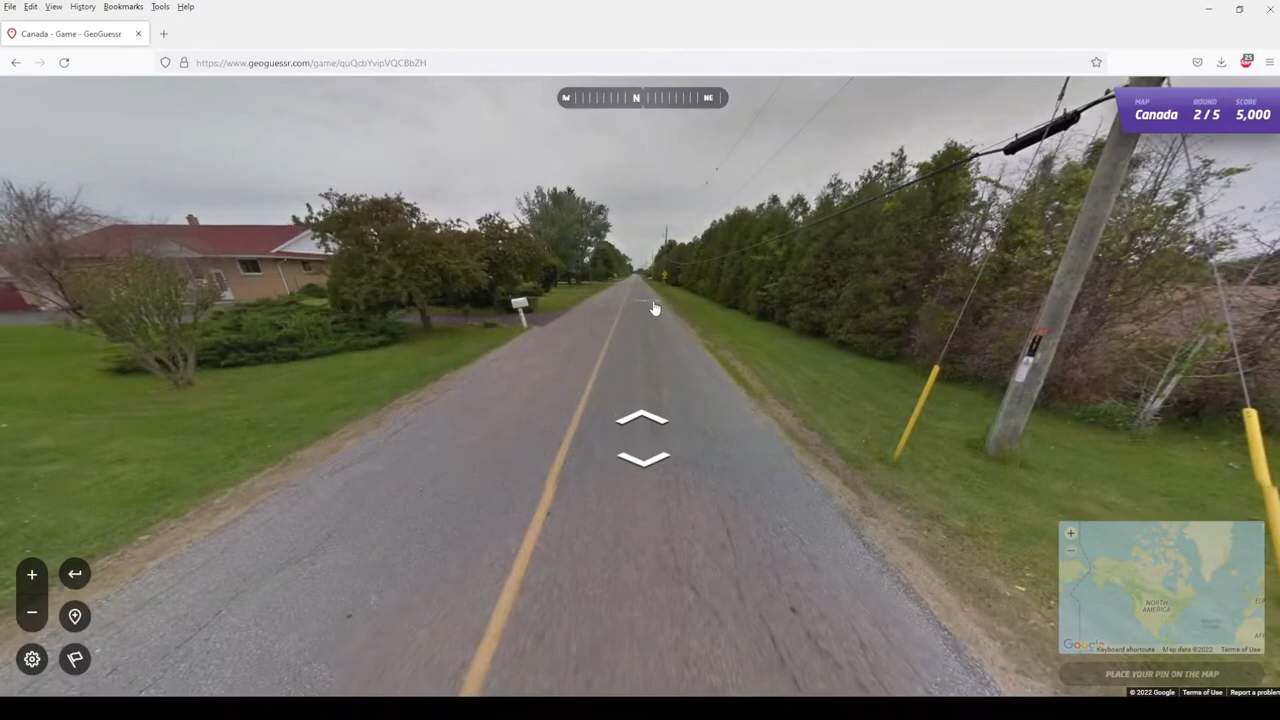 File Edit View History Bookmarks Tools Help
Canada - Game - GeoGuessr
https://www.geoguessr.com/game/quQcbYvipVQCBbZH
25
W N NE
MAP ROUND SCORE
Canada 2 / 5 5,000
NORTH
AMERICA
Google
Keyboard shortcuts Map data ©2022 Terms of Use
PLACE YOUR PIN ON THE MAP
© 2022 Google Terms of Use Report a problem